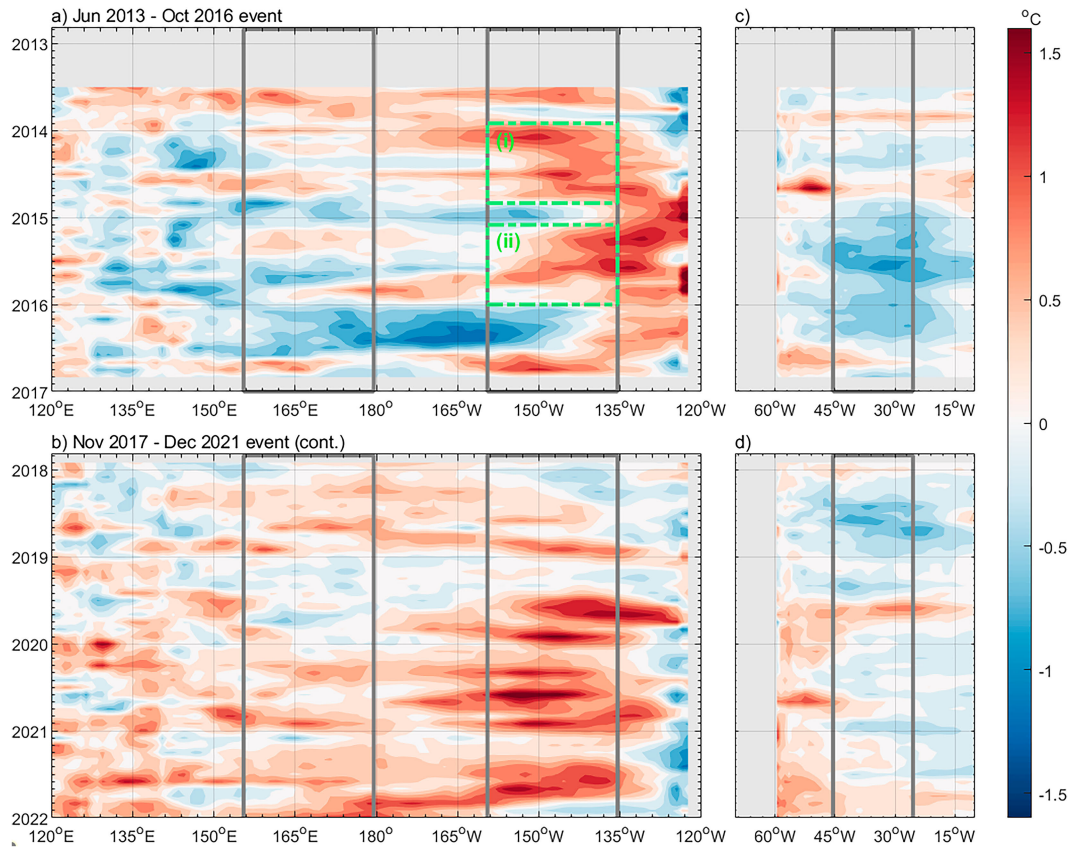 a) Jun 2013 - Oct 2016 event
c)
°C
2013
2014
2015
2016
2017
(i)
(ii)
120°E 135°E 150°E 165°E 180° 165°W 150°W 135°W 120°W
60°W 45°W 30°W 15°W
1.5
1
0.5
0
-0.5
-1
-1.5
b) Nov 2017 - Dec 2021 event (cont.)
d)
2018
2019
2020
2021
2022
120°E 135°E 150°E 165°E 180° 165°W 150°W 135°W 120°W
60°W 45°W 30°W 15°W